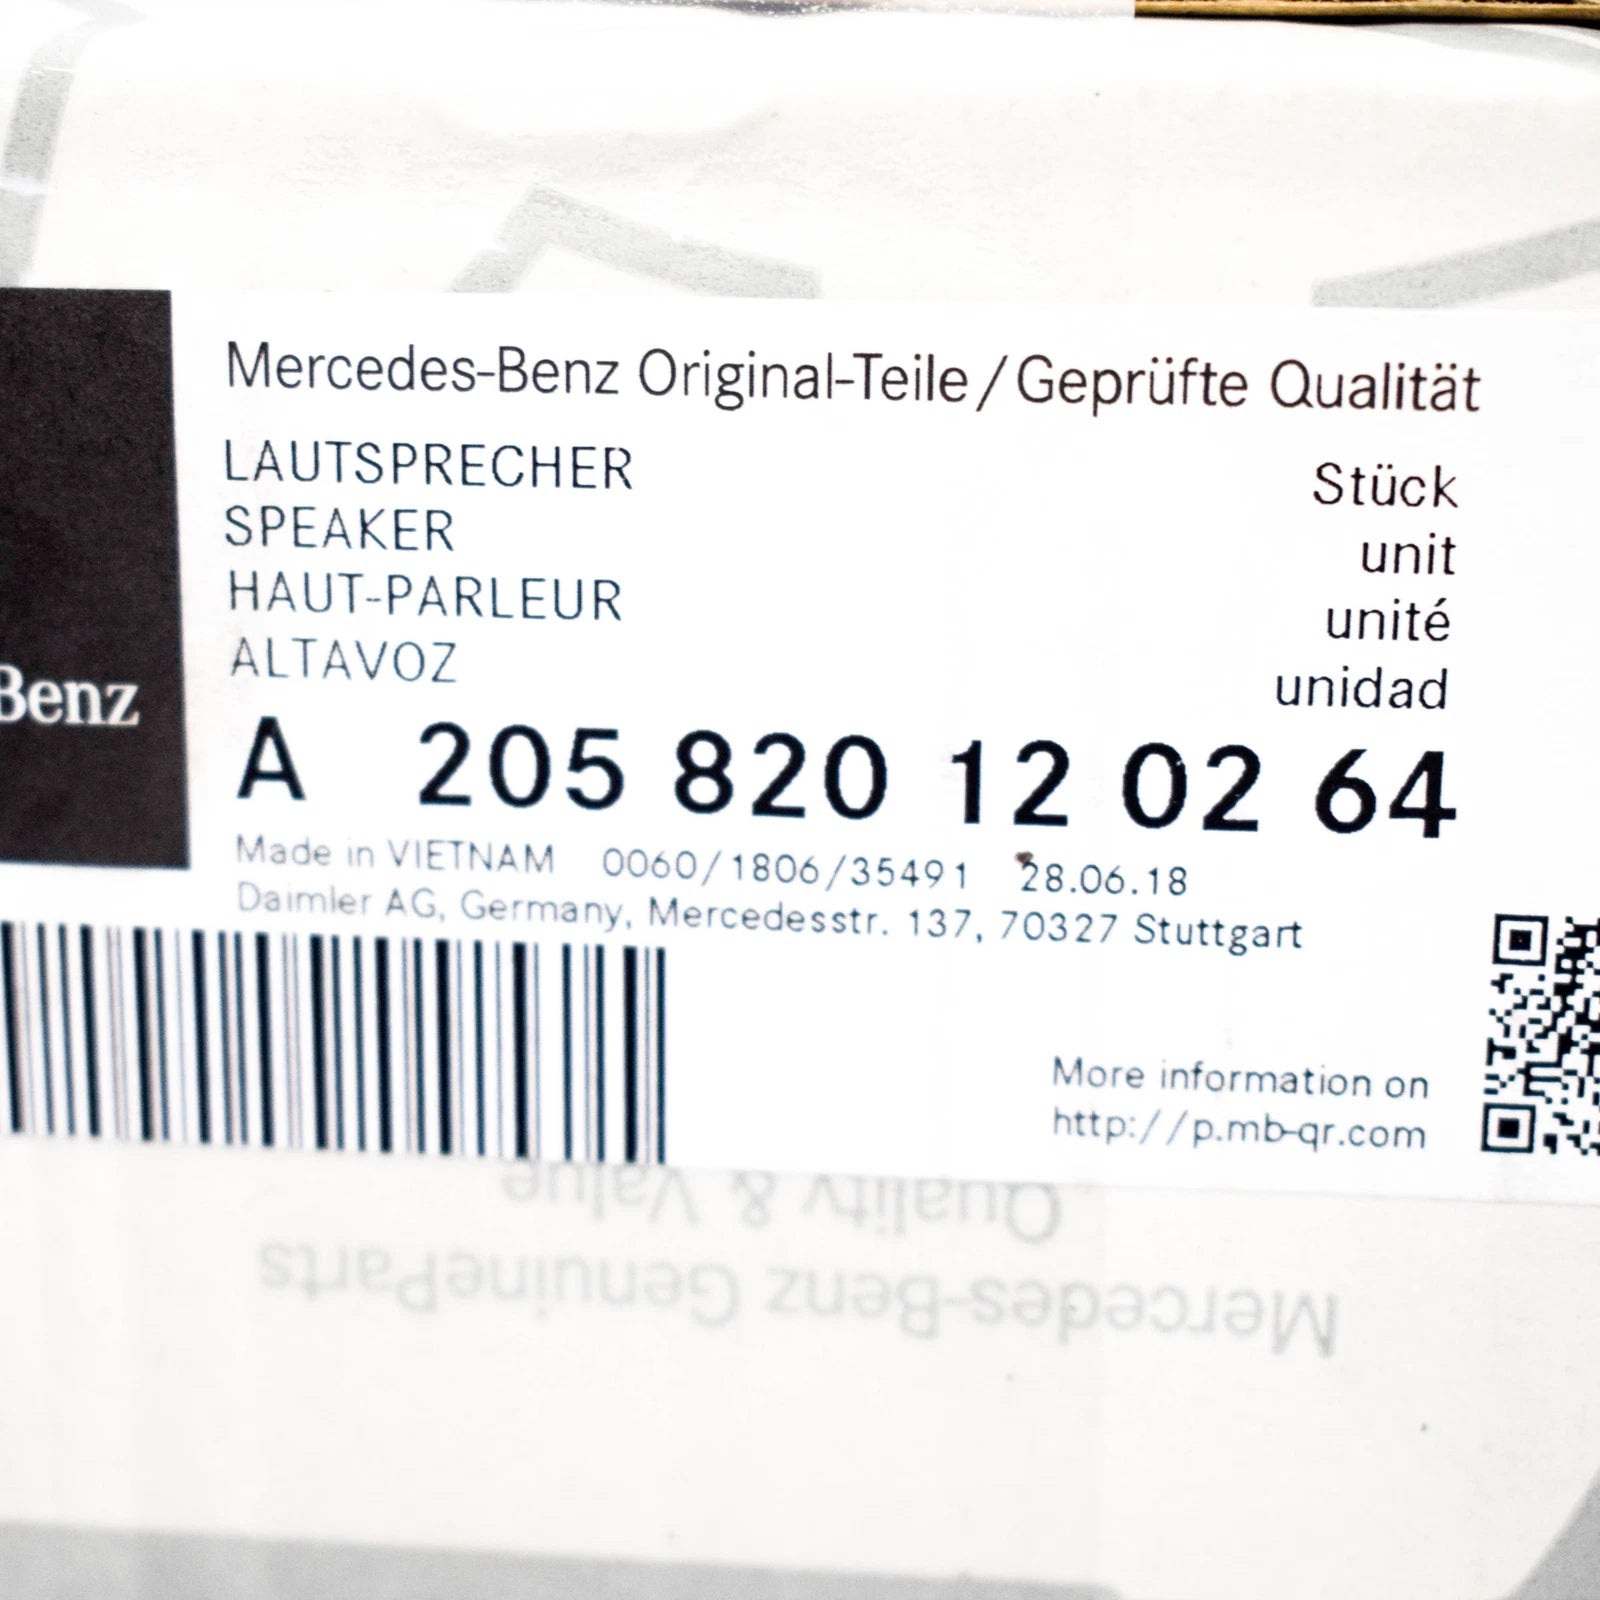 Mercedes-Benz Original-Teile/Geprüfte Qualität
LAUTSPRECHER
SPEAKER
HAUT-PARLEUR
ALTAVOZ
Stück
unit
unité
unidad
Benz
A 205 820 12 02 64
Made in VIETNAM 0060/1806/35491 28.06.18
Daimler AG, Germany, Mercedesstr. 137, 70327 Stuttgart
More information on
http://p.mb-qr.com
Mercedes-Benz GenuineParts
Quality & Value